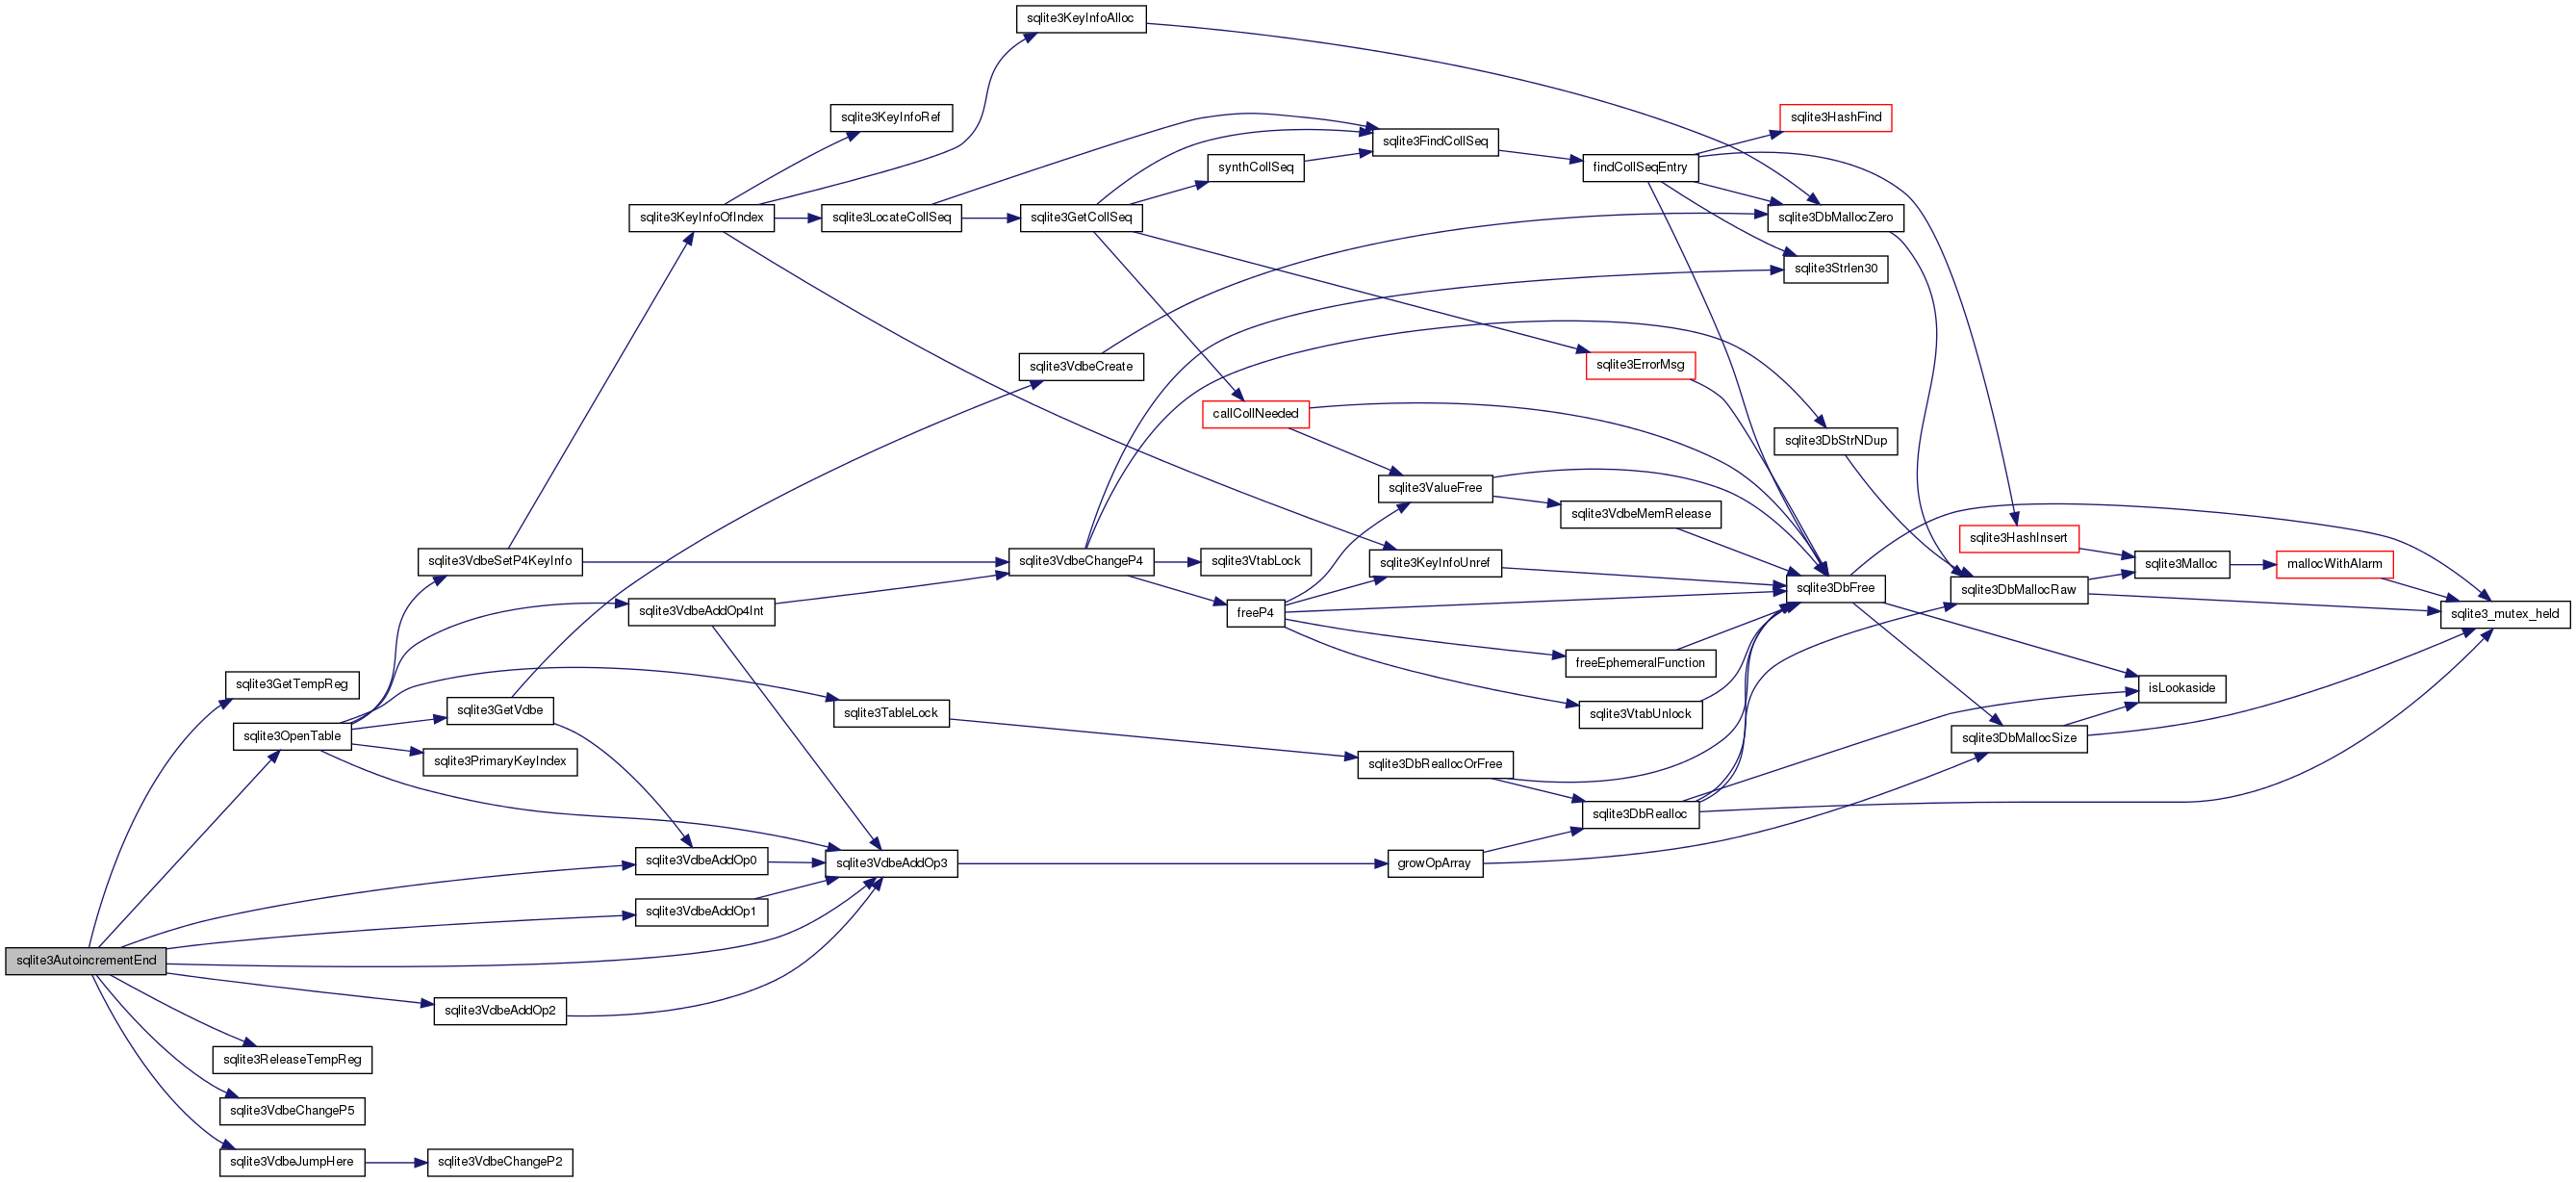 sqlite3KeyInfoAlloc
sqlite3KeyInfoRef
sqlite3HashFind
sqlite3FindCollSeq
synthCollSeq
findCollSeqEntry
sqlite3KeyInfoOfIndex
sqlite3LocateCollSeq
sqlite3GetCollSeq
sqlite3DbMallocZero
sqlite3Strlen30
sqlite3VdbeCreate
sqlite3ErrorMsg
callCollNeeded
sqlite3DbStrNDup
sqlite3ValueFree
sqlite3VdbeMemRelease
sqlite3HashInsert
sqlite3VdbeSetP4KeyInfo
sqlite3VdbeChangeP4
sqlite3VtabLock
sqlite3KeyInfoUnref
sqlite3Malloc
mallocWithAlarm
sqlite3DbFree
sqlite3DbMallocRaw
sqlite3VdbeAddOp4Int
freeP4
sqlite3_mutex_held
freeEphemeralFunction
sqlite3GetTempReg
isLookaside
sqlite3GetVdbe
sqlite3TableLock
sqlite3VtabUnlock
sqlite3OpenTable
sqlite3DbMallocSize
sqlite3PrimaryKeyIndex
sqlite3DbReallocOrFree
sqlite3DbRealloc
sqlite3VdbeAddOp0
sqlite3VdbeAddOp3
growOpArray
sqlite3VdbeAddOp1
sqlite3AutoincrementEnd
sqlite3VdbeAddOp2
sqlite3ReleaseTempReg
sqlite3VdbeChangeP5
sqlite3VdbeJumpHere
sqlite3VdbeChangeP2